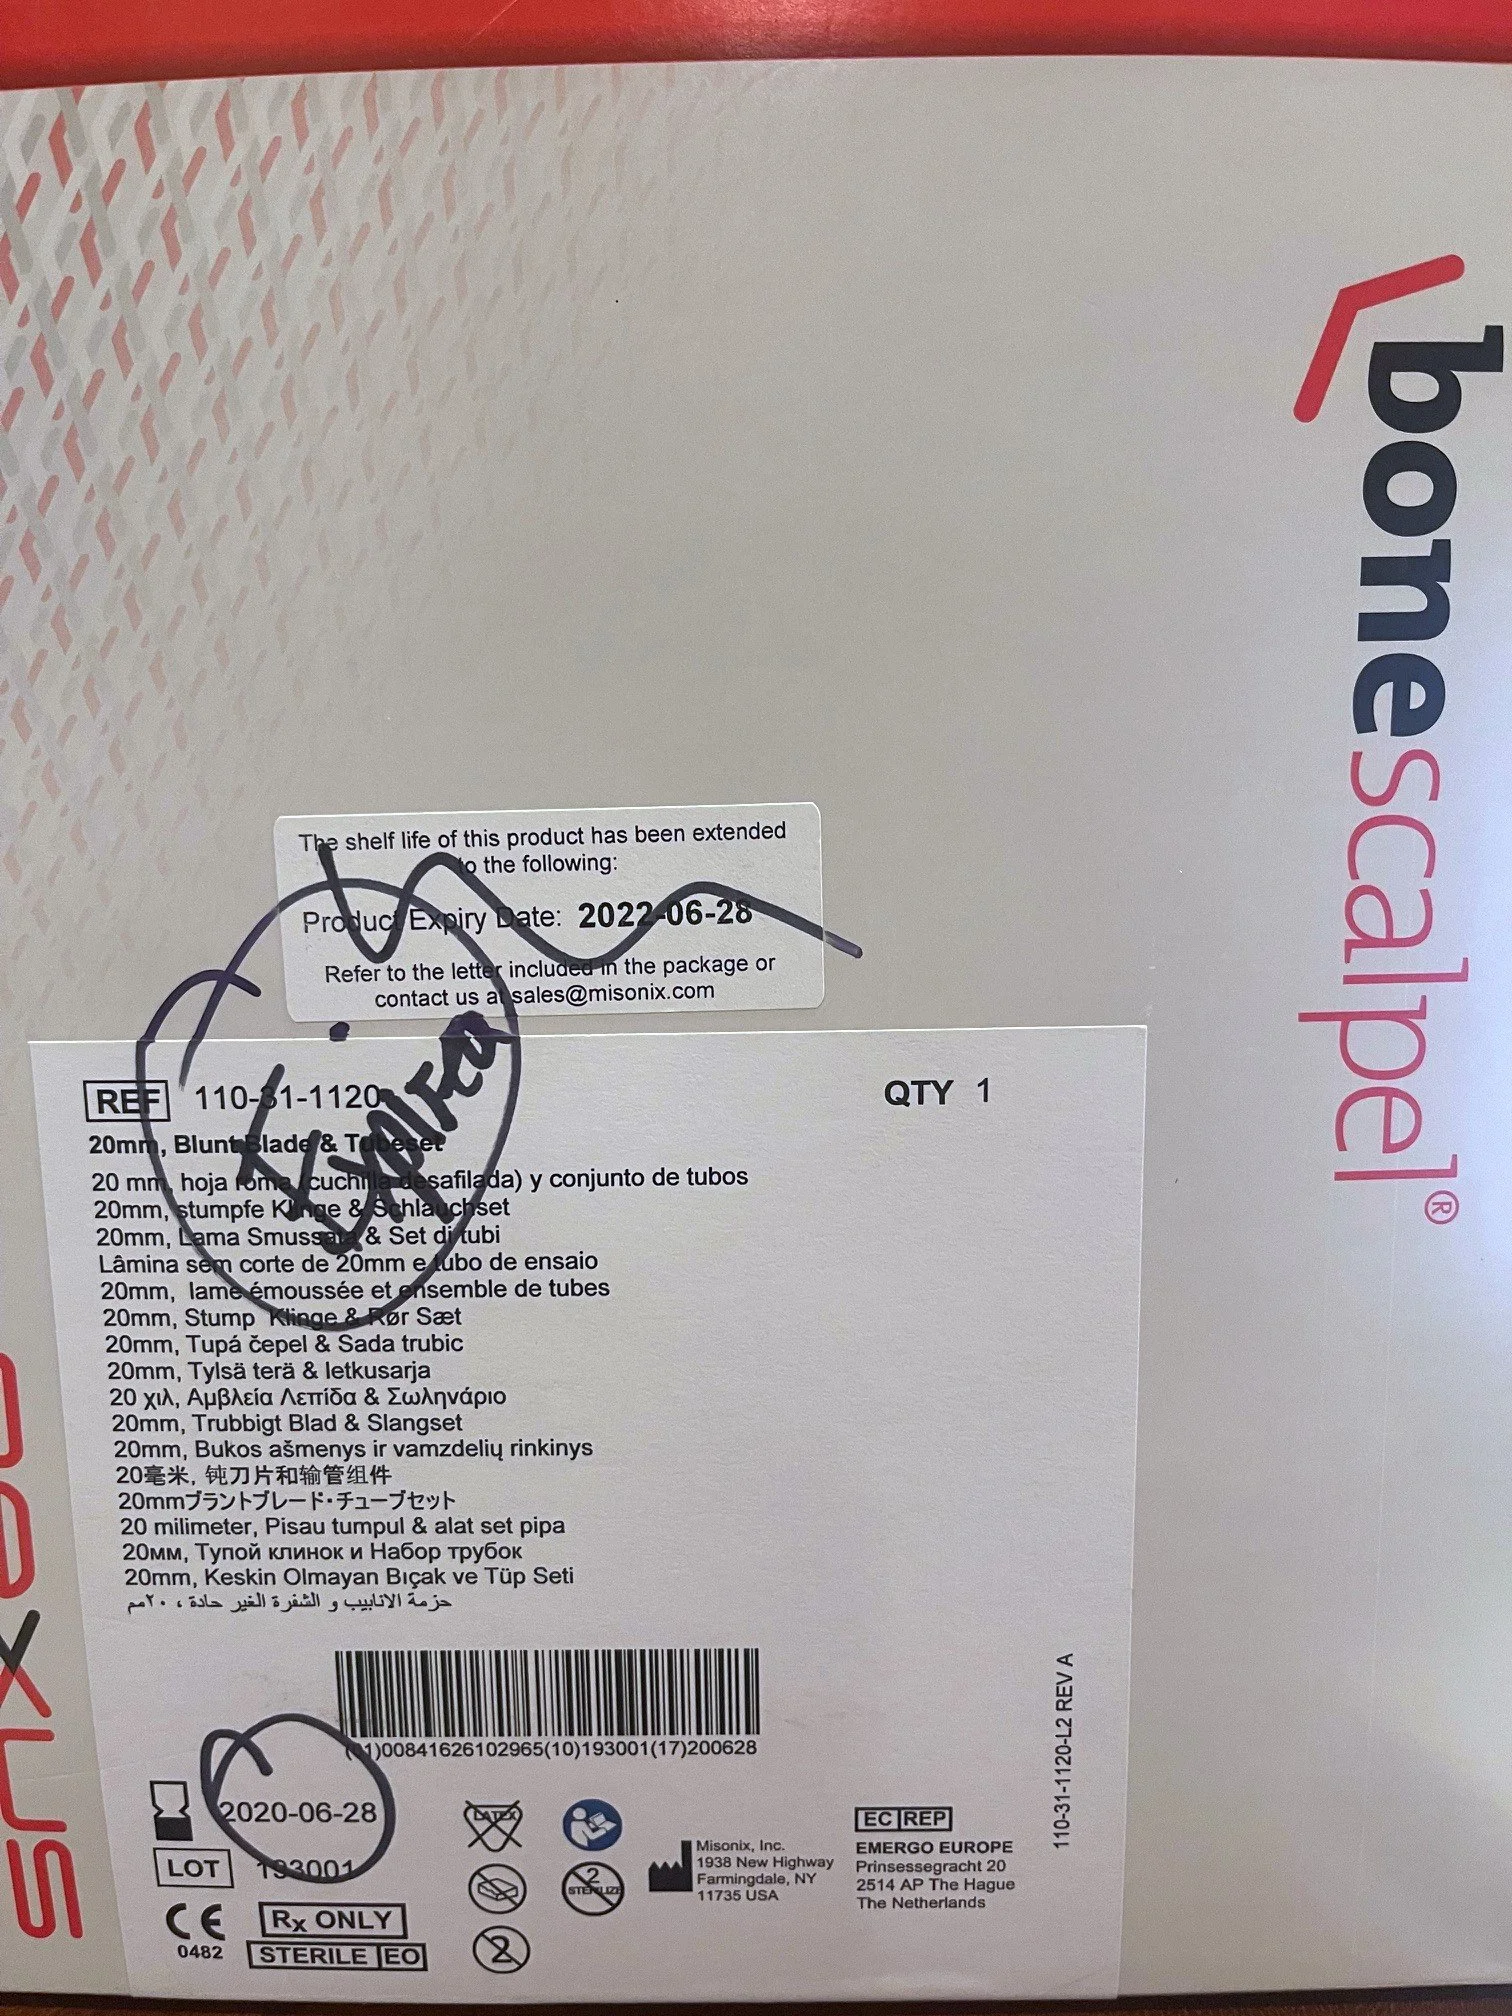 bonescalpel®
The shelf life of this product has been extended
to the following:
Product Expiry Date: 2022-06-28
Refer to the letter included in the package or
contact us at sales@misonix.com
Expired
REF 110-31-1120
QTY 1
20mm, Blunt Blade & Tubeset
20 mm, hoja roma (cuchilla desafilada) y conjunto de tubos
20mm, stumpfe Klinge & Schlauchset
20mm, Lama Smussata & Set di tubi
Lâmina sem corte de 20mm e tubo de ensaio
20mm, lame émoussée et ensemble de tubes
20mm, Stump Klinge & Rør Sæt
20mm, Tupá čepel & Sada trubic
20mm, Tylsä terä & letkusarja
20 χιλ, Αμβλεία Λεπίδα & Σωληνάριο
20mm, Trubbigt Blad & Slangset
20mm, Bukos ašmenys ir vamzdelių rinkinys
20毫米, 钝刀片和输管组件
20mmブラントブレード・チューブセット
20 milimeter, Pisau tumpul & alat set pipa
20мм, Тупой клинок и Набор трубок
20mm, Keskin Olmayan Bıçak ve Tüp Seti
حزمة الانابيب و الشفرة الغير حادة ، ٢٠مم
(01)00841626102965(10)193001(17)200628
2020-06-28
LOT 193001
CE
0482
Rx ONLY
STERILE EO
LATEX
2
STERILIZE
2
Misonix, Inc.
1938 New Highway
Farmingdale, NY
11735 USA
EC REP
EMERGO EUROPE
Prinsessegracht 20
2514 AP The Hague
The Netherlands
110-31-1120-L2 REV A
nexus